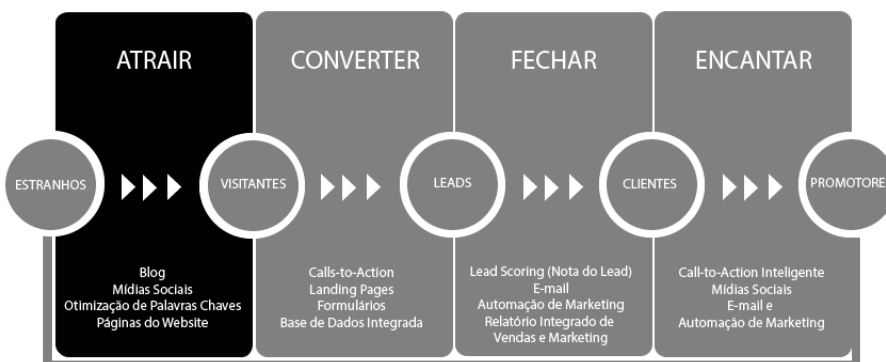 ATRAIR
CONVERTER
FECHAR
ENCANTAR
ESTRANHOS
VISITANTES
LEADS
CLIENTES
PROMOTORE
Blog
Mídias Sociais
Otimização de Palavras Chaves
Páginas do Website
Calls-to-Action
Landing Pages
Formulários
Base de Dados Integrada
Lead Scoring (Nota do Lead)
E-mail
Automação de Marketing
Relatório Integrado de
Vendas e Marketing
Call-to-Action Inteligente
Mídias Sociais
E-mail e
Automação de Marketing